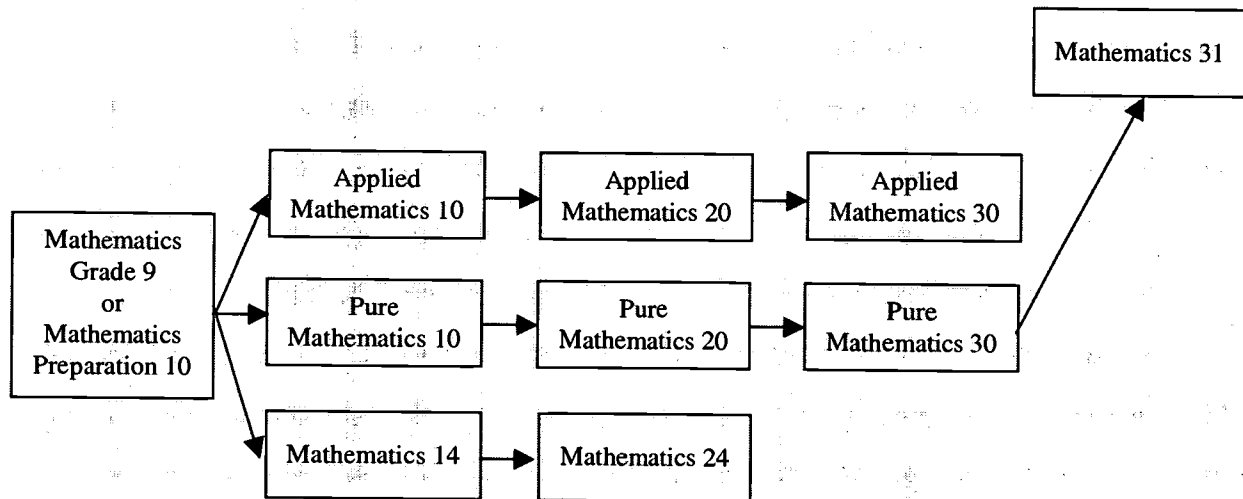 Mathematics 31
Applied
Mathematics 10
Applied
Mathematics 20
Applied
Mathematics 30
Mathematics
Grade 9
or
Mathematics
Preparation 10
Pure
Mathematics 10
Pure
Mathematics 20
Pure
Mathematics 30
Mathematics 14
Mathematics 24